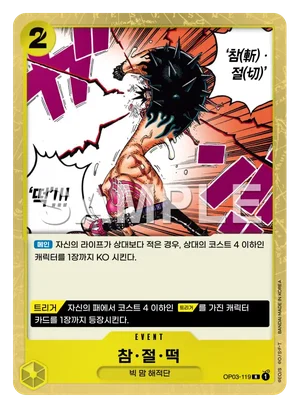 2
'참(斬)·
절(切)'
'떡'!!
SAMPLE
메인 자신의 라이프가 상대보다 적은 경우, 상대의 코스트 4 이하인
캐릭터를 1장까지 KO 시킨다.
트리거 자신의 패에서 코스트 4 이하인 트리거 를 가진 캐릭터
카드를 1장까지 등장시킨다.
EVENT
참·절·떡
빅 맘 해적단
OP03-119 R 1